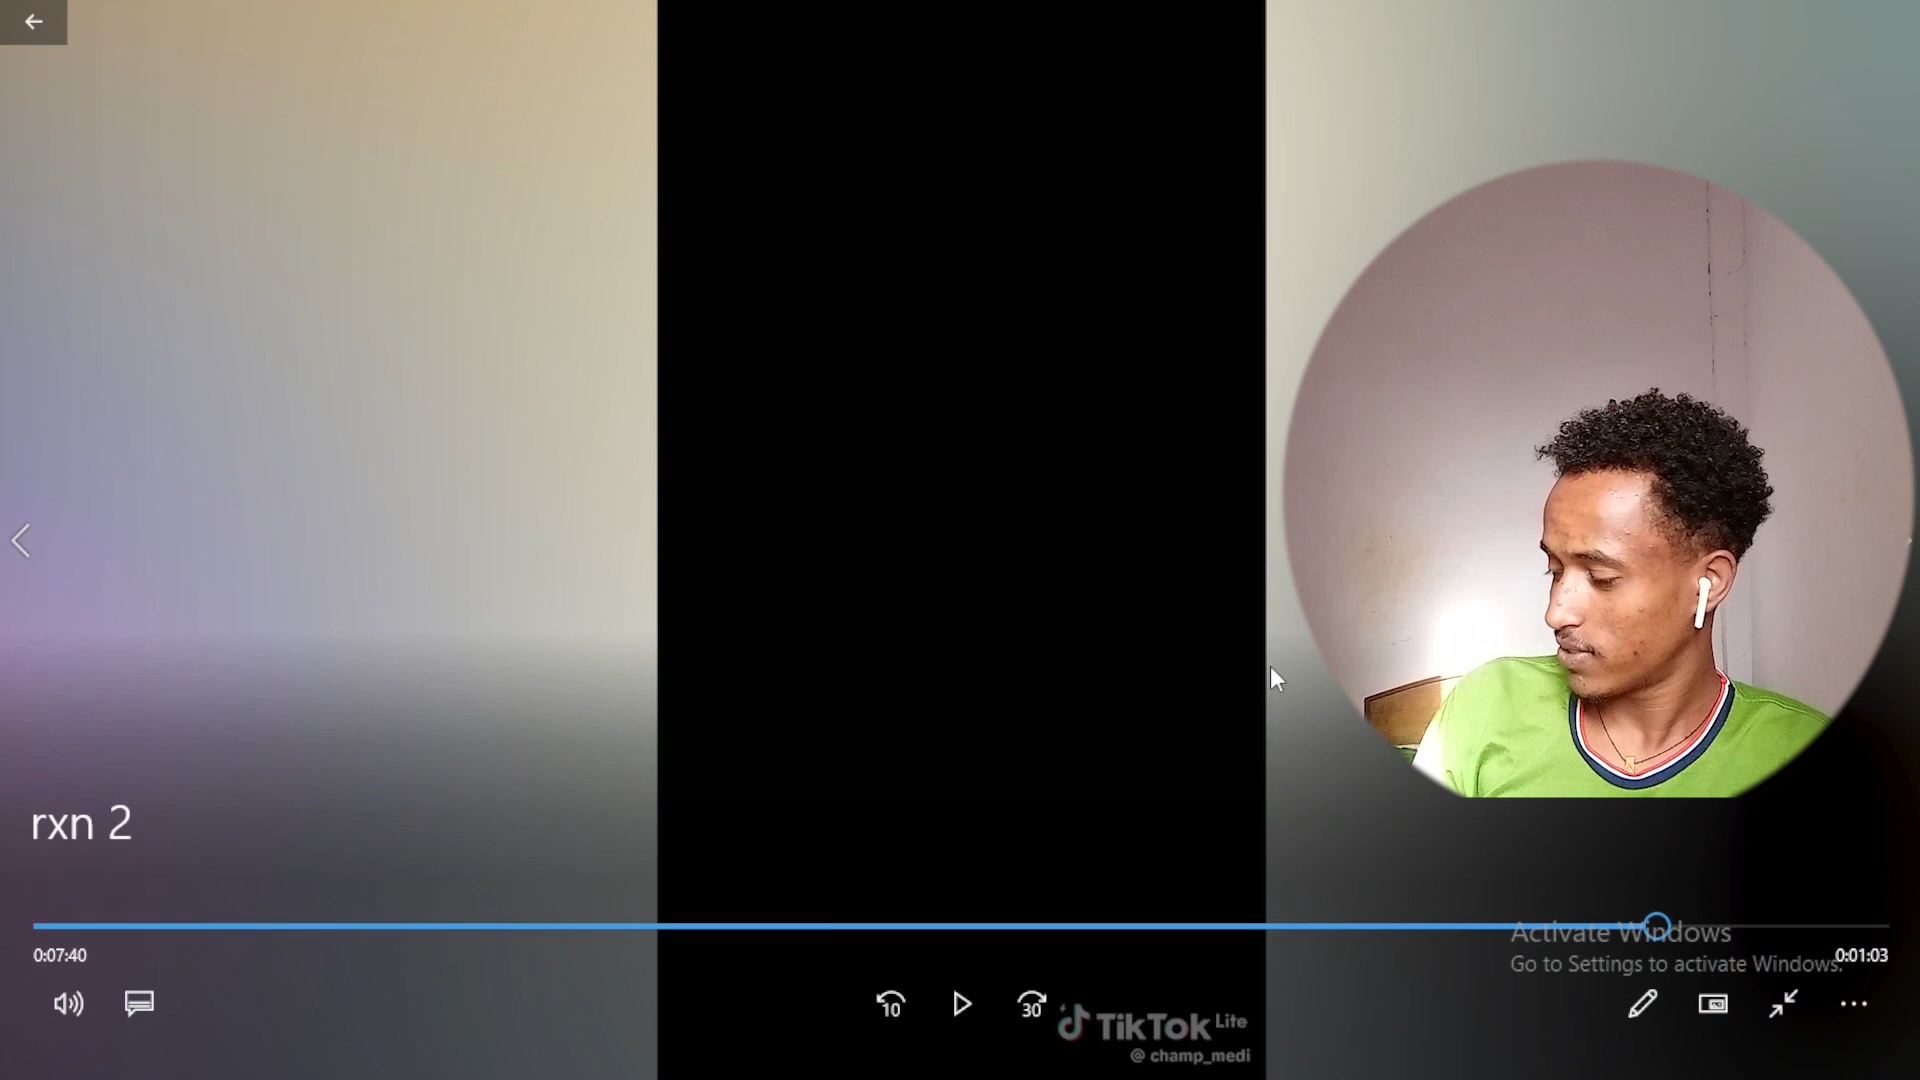 rxn 2
Activate Windows
0:07:40
Go to Settings to activate Windows.
0:01:03
10
30
TikTok Lite
@ champ_medi